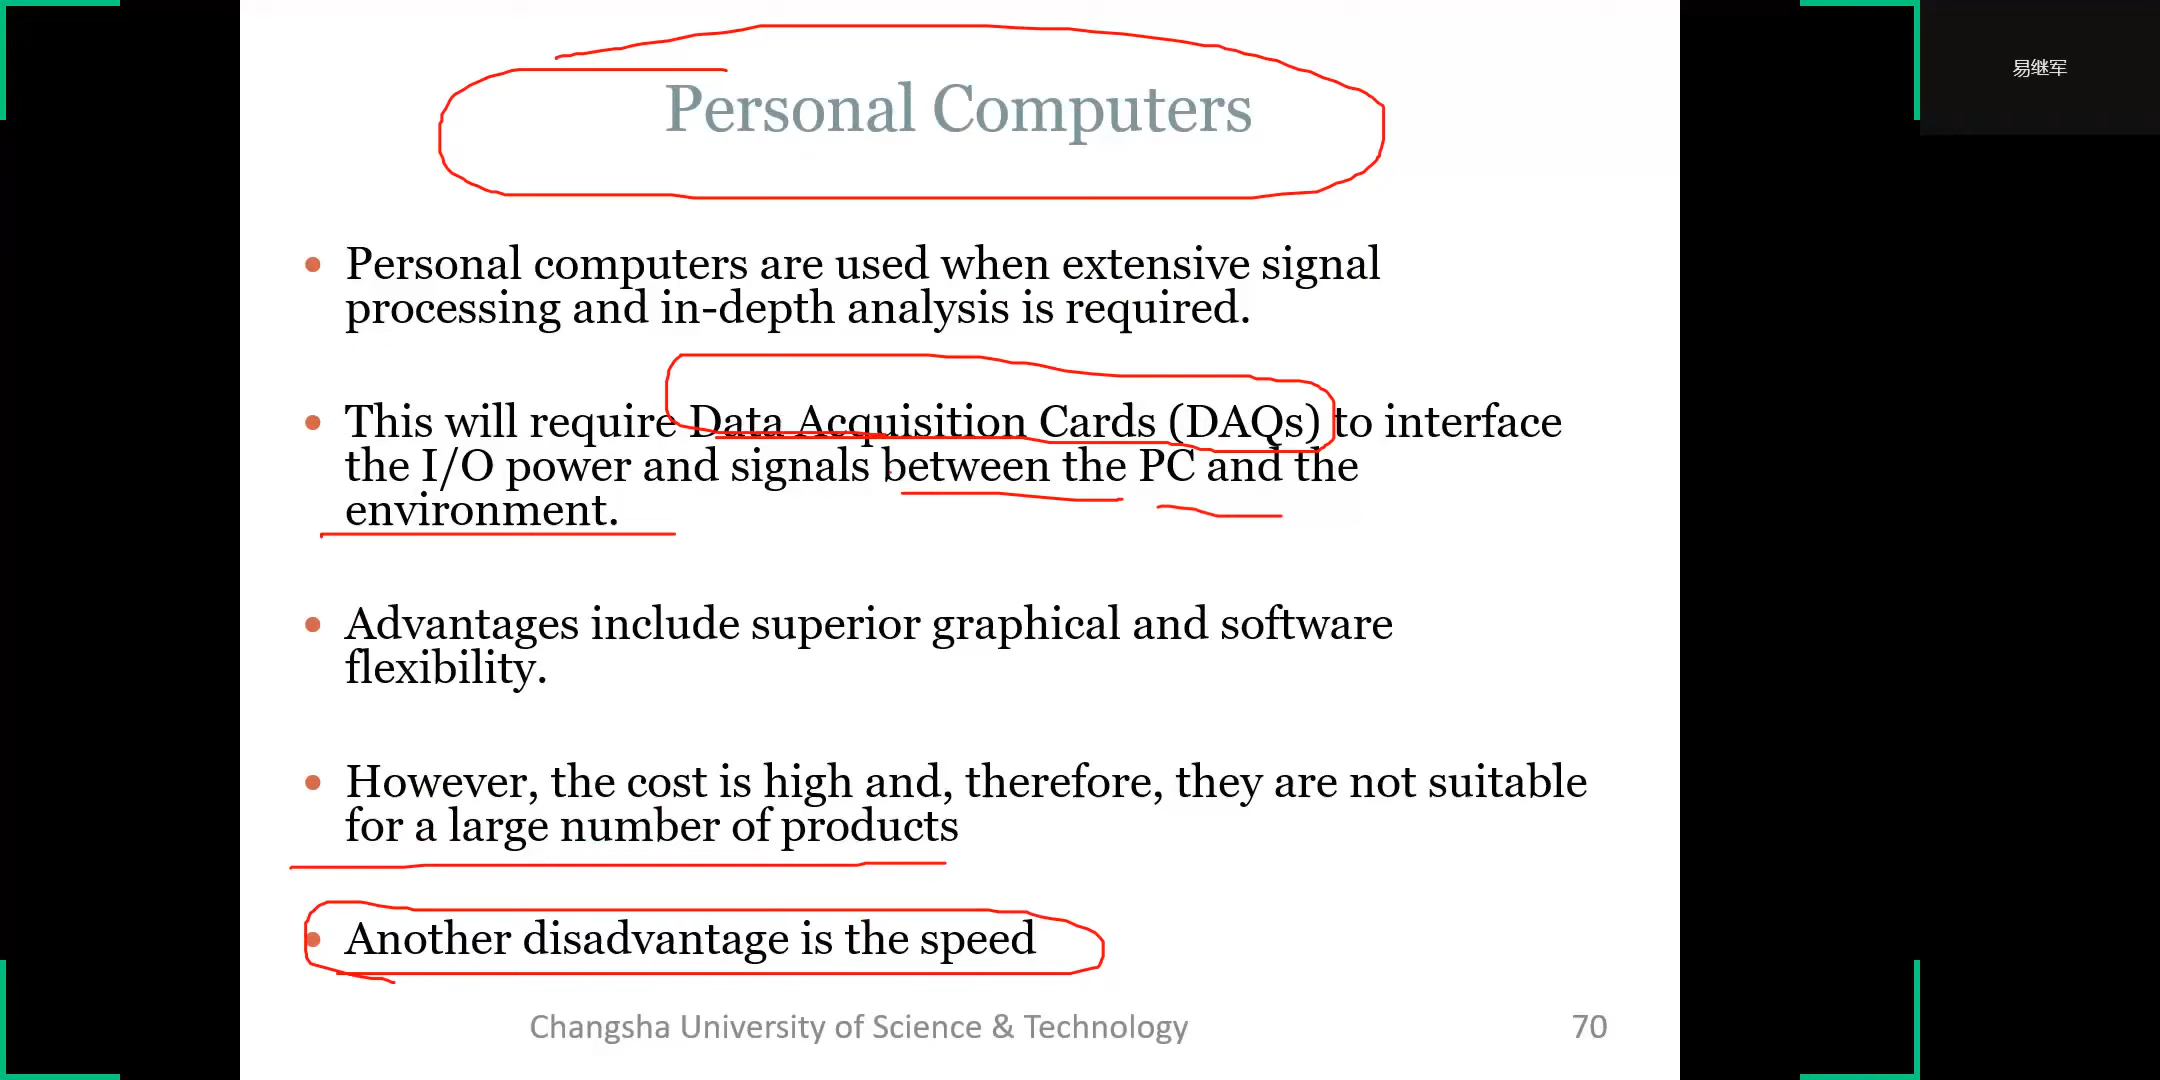 易继军
Personal Computers
• Personal computers are used when extensive signal
processing and in-depth analysis is required.
• This will require Data Acquisition Cards (DAQs) to interface
the I/O power and signals between the PC and the
environment.
• Advantages include superior graphical and software
flexibility.
• However, the cost is high and, therefore, they are not suitable
for a large number of products
• Another disadvantage is the speed
Changsha University of Science & Technology
70